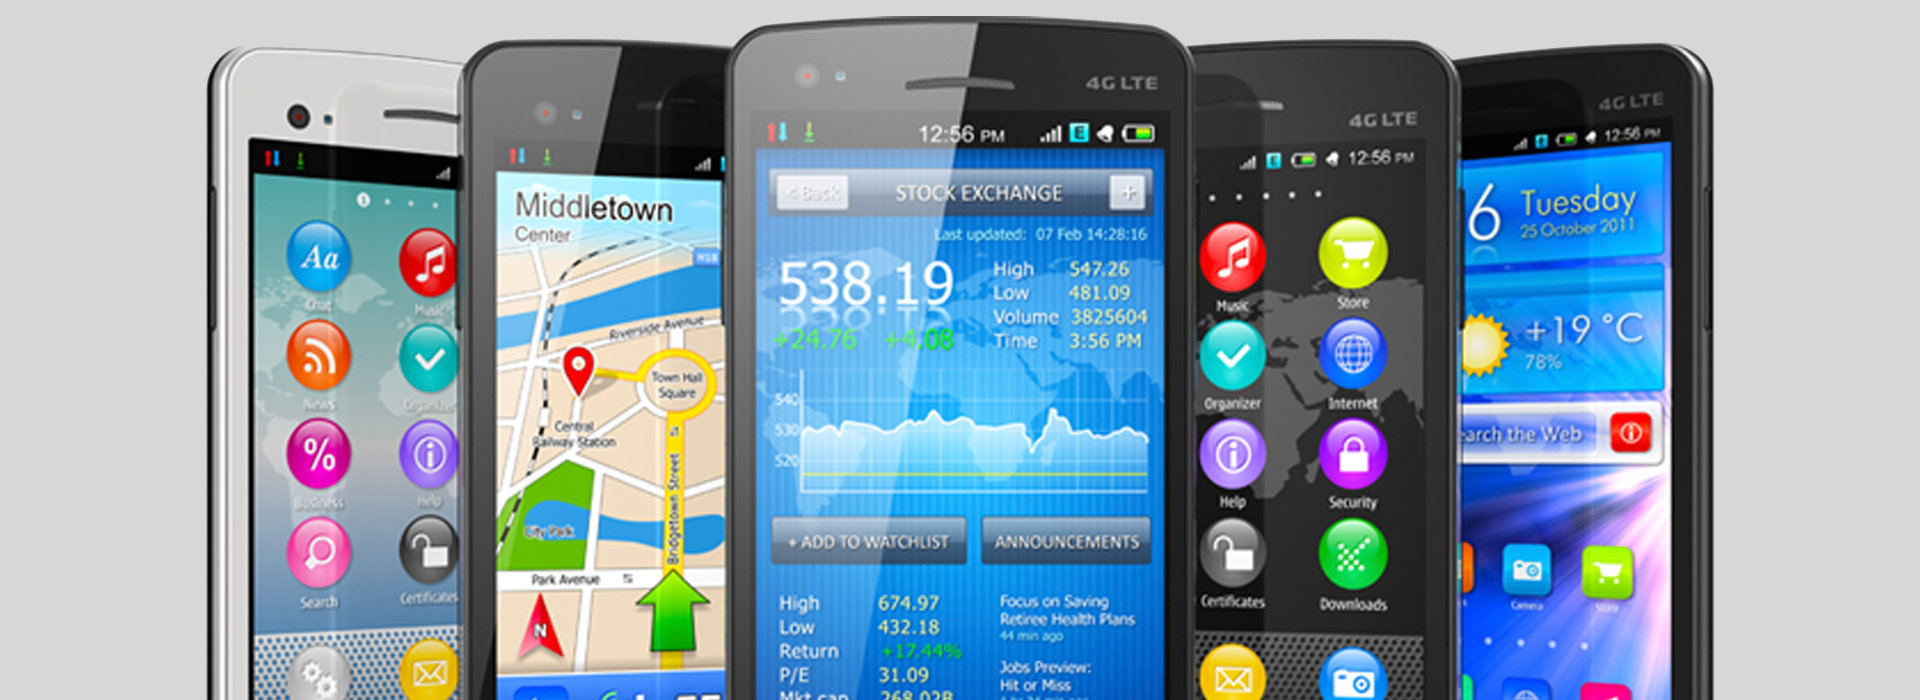 Aa
Chat
Music
News
Organizer
%
Business
Help
Search
Certificates
Middletown
Center
H18
Riverside Avenue
Town Hall
Square
Central
Railway Station
Bridgetown Street
City Park
Park Avenue
N
4G LTE
12:56 PM
E
< Back
STOCK EXCHANGE
+
Last updated: 07 Feb 14:28:16
538.19
+24.76 +4.08
High 547.26
Low 481.09
Volume 3825604
Time 3:56 PM
540
530
520
+ ADD TO WATCHLIST
ANNOUNCEMENTS
High 674.97
Low 432.18
Return +17,44%
P/E 31.09
Mkt cap 268.02B
Focus on Saving
Retiree Health Plans
44 min ago
Jobs Preview:
Hit or Miss
4G LTE
E 12:56 PM
Music
Store
Organizer
Internet
Help
Security
Certificates
Downloads
4G LTE
E 12:56 PM
6
Tuesday
25 October 2011
+19 °C
78%
earch the Web
Camera
Store